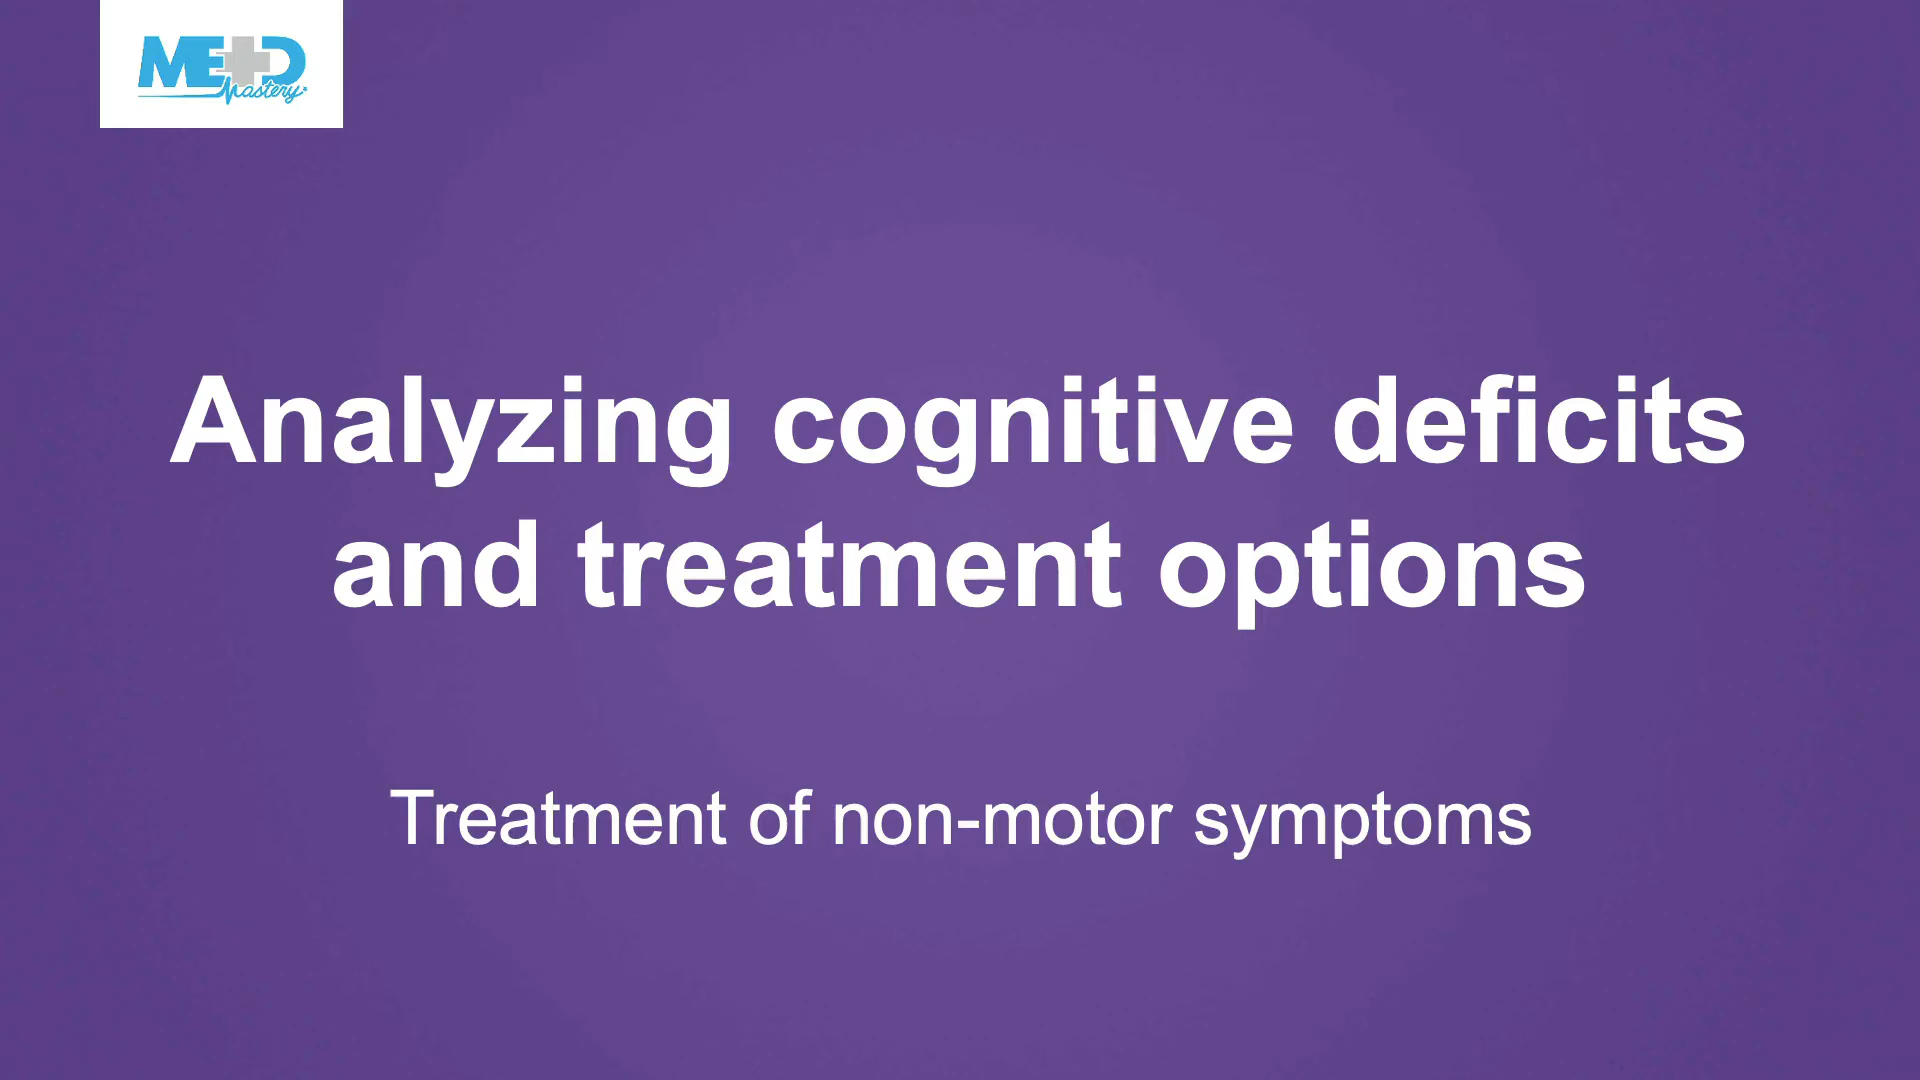 MED
Mastery
Analyzing cognitive deficits
and treatment options
Treatment of non-motor symptoms